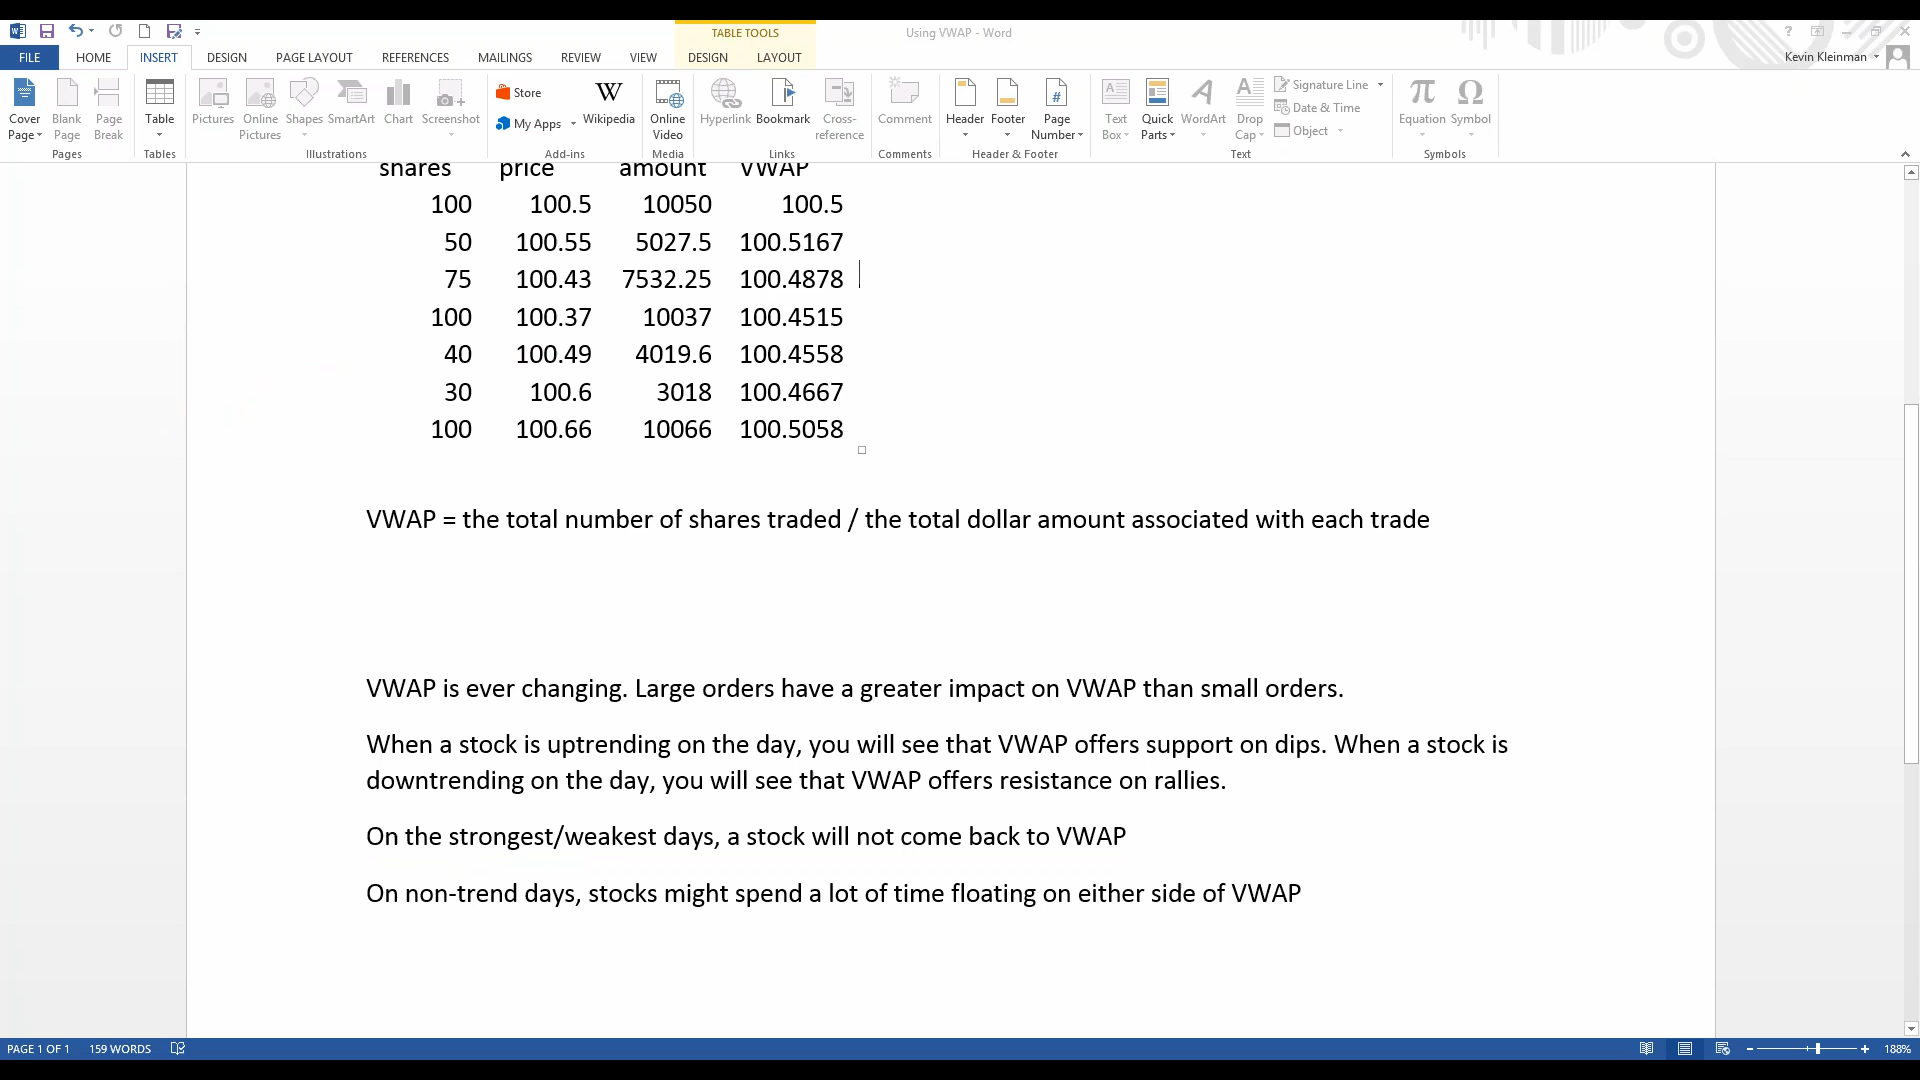 Using VWAP - Word
TABLE TOOLS
FILE HOME INSERT DESIGN PAGE LAYOUT REFERENCES MAILINGS REVIEW VIEW DESIGN LAYOUT
Kevin Kleinman
Cover Page
Blank Page
Page Break
Pages
Table
Tables
Pictures
Online Pictures
Shapes
SmartArt
Chart
Screenshot
Illustrations
Store
My Apps
Wikipedia
Add-ins
Online Video
Media
Hyperlink
Bookmark
Cross-reference
Links
Comment
Comments
Header
Footer
Page Number
Header & Footer
Text Box
Quick Parts
WordArt
Drop Cap
Signature Line
Date & Time
Object
Text
Equation
Symbol
Symbols
shares price amount VWAP
100 100.5 10050 100.5
50 100.55 5027.5 100.5167
75 100.43 7532.25 100.4878
100 100.37 10037 100.4515
40 100.49 4019.6 100.4558
30 100.6 3018 100.4667
100 100.66 10066 100.5058
VWAP = the total number of shares traded / the total dollar amount associated with each trade
VWAP is ever changing. Large orders have a greater impact on VWAP than small orders.
When a stock is uptrending on the day, you will see that VWAP offers support on dips. When a stock is
downtrending on the day, you will see that VWAP offers resistance on rallies.
On the strongest/weakest days, a stock will not come back to VWAP
On non-trend days, stocks might spend a lot of time floating on either side of VWAP
PAGE 1 OF 1 159 WORDS
188%